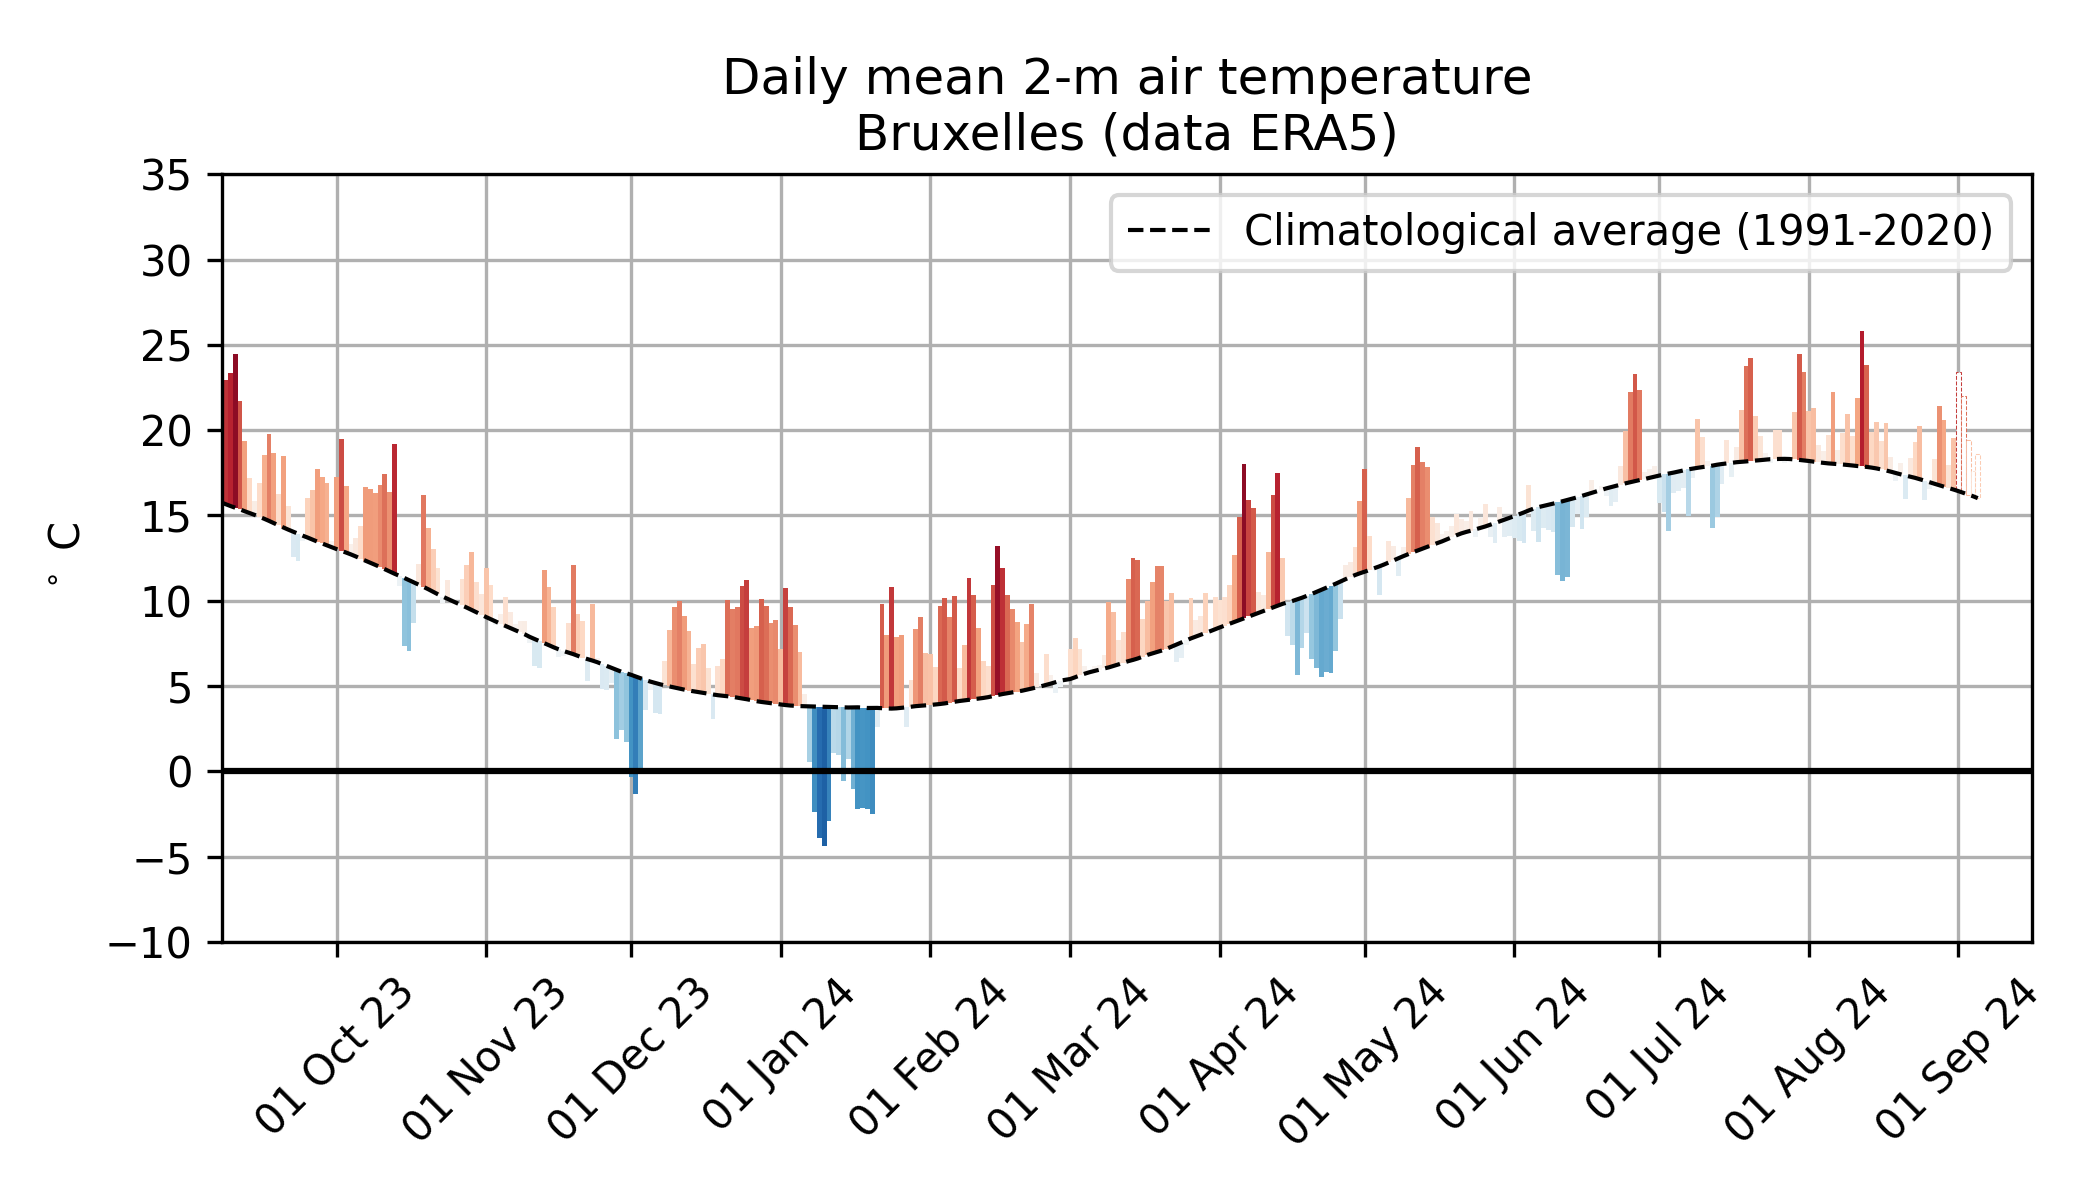 Daily mean 2-m air temperature
Bruxelles (data ERA5)
Climatological average (1991-2020)
35
30
25
20
15
10
5
0
−5
−10
° C
01 Oct 23
01 Nov 23
01 Dec 23
01 Jan 24
01 Feb 24
01 Mar 24
01 Apr 24
01 May 24
01 Jun 24
01 Jul 24
01 Aug 24
01 Sep 24